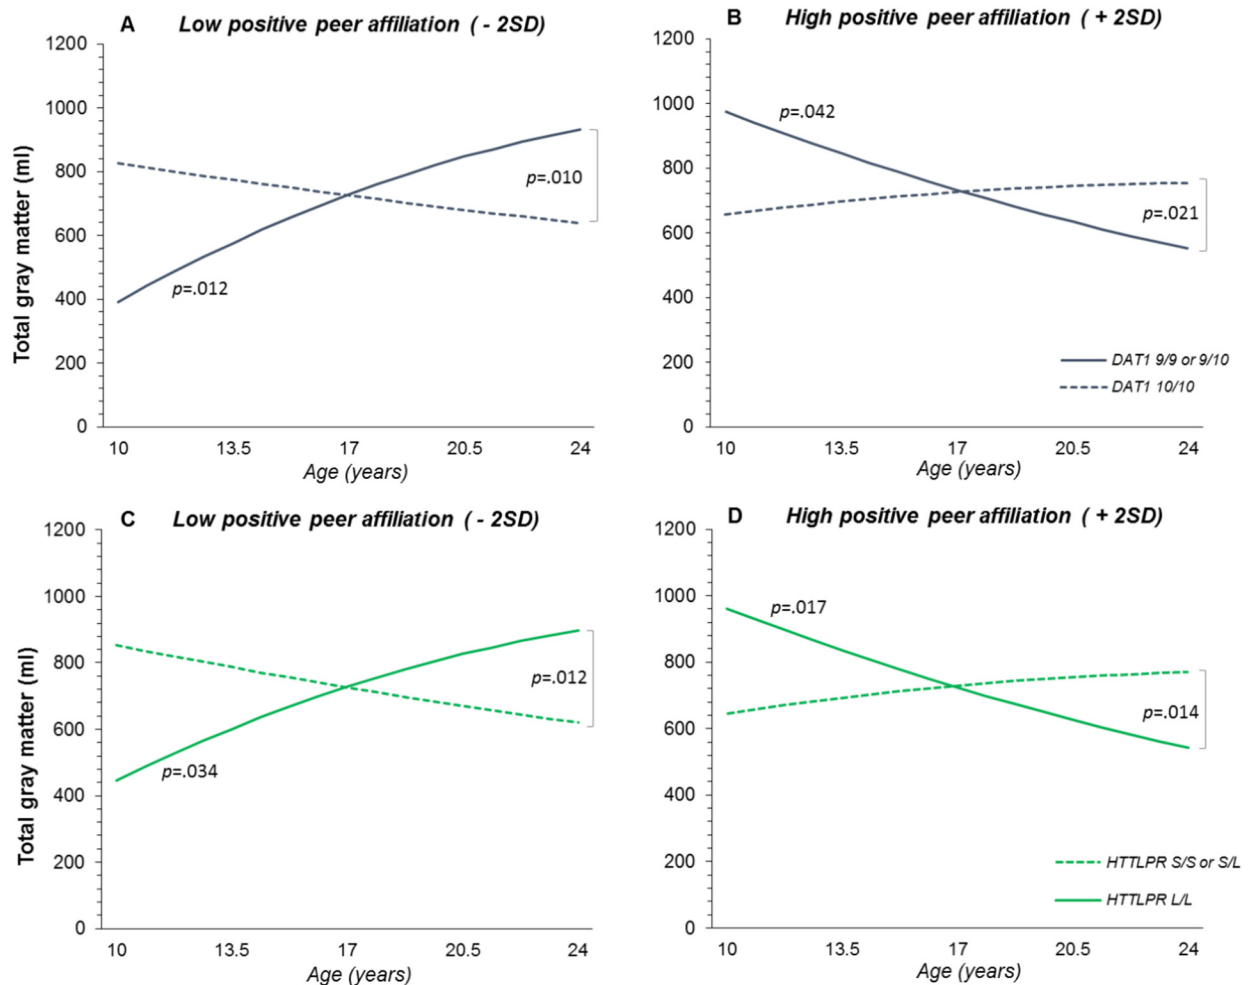 A Low positive peer affiliation ( - 2SD)
1200
1000
800
600
400
200
0
Total gray matter (ml)
p=.010
p=.012
10 13.5 17 20.5 24
Age (years)
B High positive peer affiliation ( + 2SD)
1200
1000
800
600
400
200
0
p=.042
p=.021
DAT1 9/9 or 9/10
DAT1 10/10
10 13.5 17 20.5 24
Age (years)
C Low positive peer affiliation ( - 2SD)
1200
1000
800
600
400
200
0
Total gray matter (ml)
p=.012
p=.034
10 13.5 17 20.5 24
Age (years)
D High positive peer affiliation ( + 2SD)
1200
1000
800
600
400
200
0
p=.017
p=.014
HTTLPR S/S or S/L
HTTLPR L/L
10 13.5 17 20.5 24
Age (years)